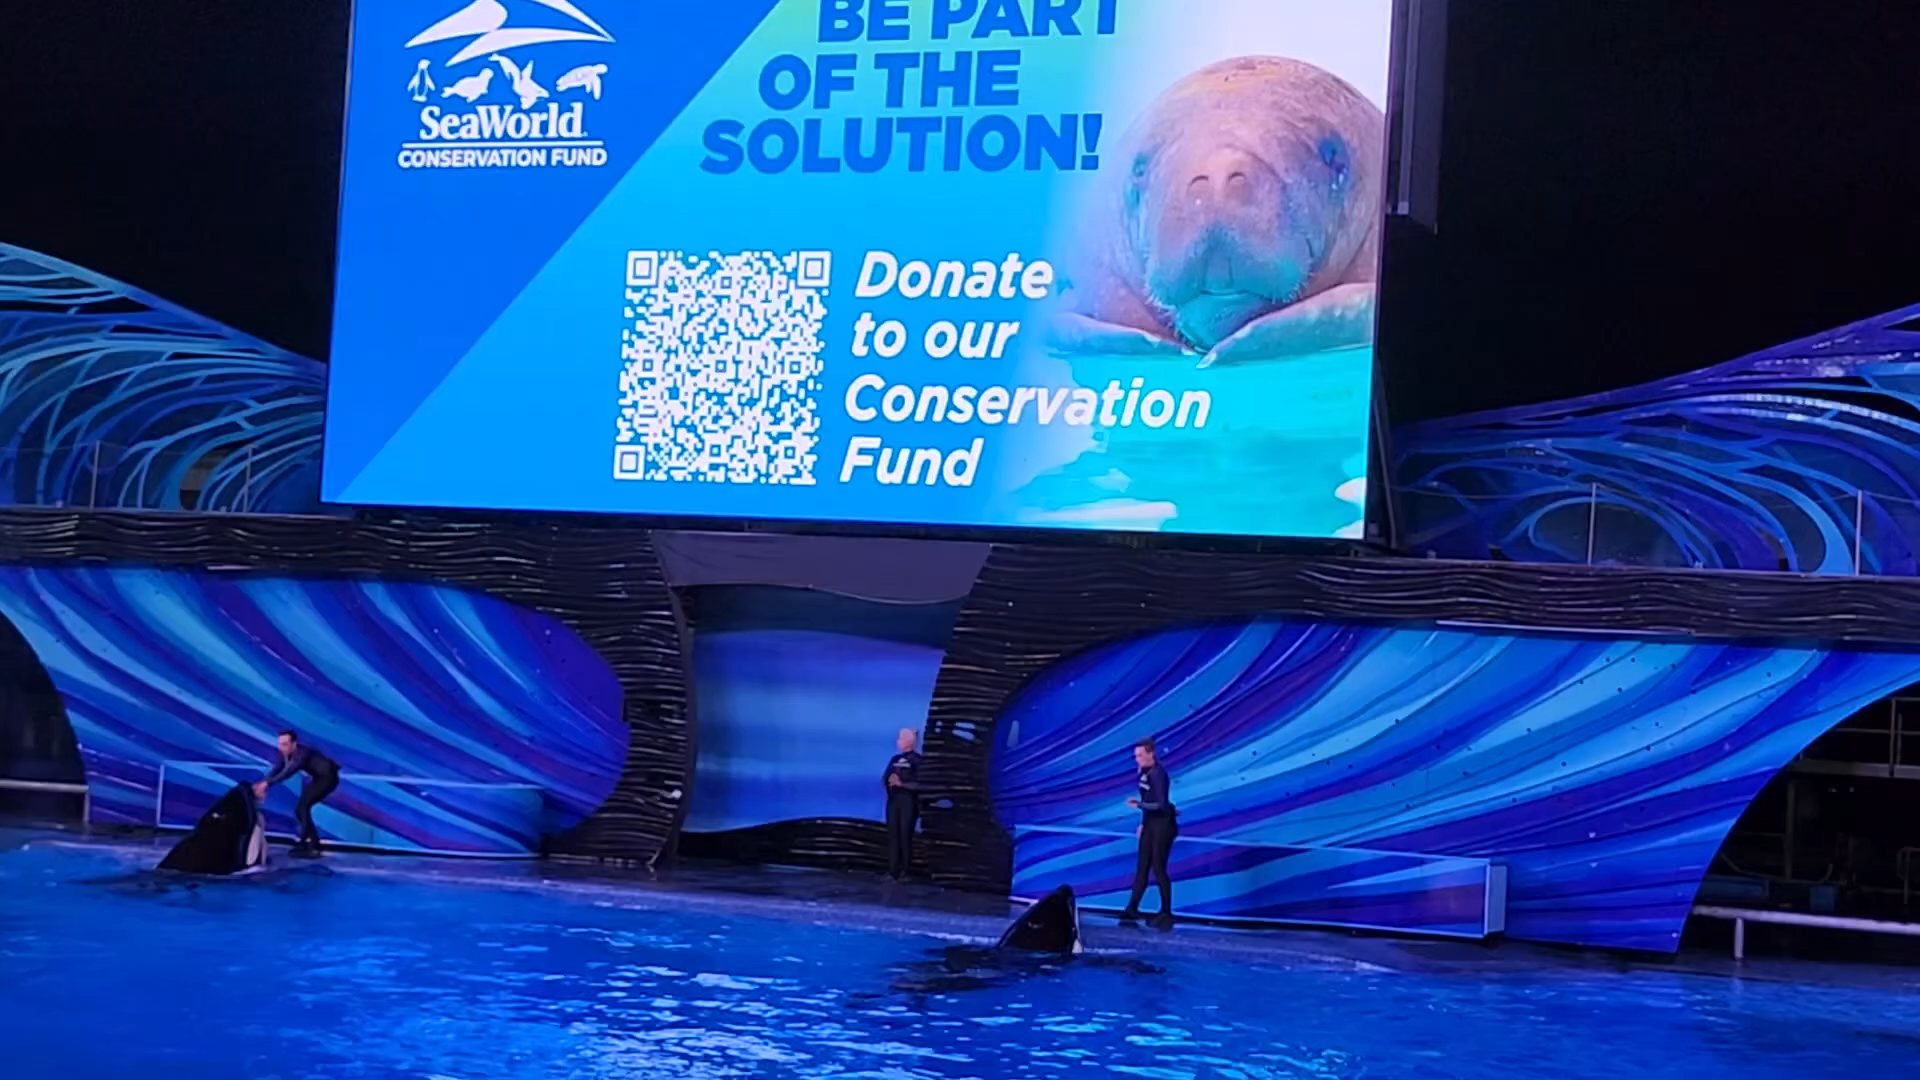 SeaWorld
CONSERVATION FUND
BE PART
OF THE
SOLUTION!
Donate
to our
Conservation
Fund